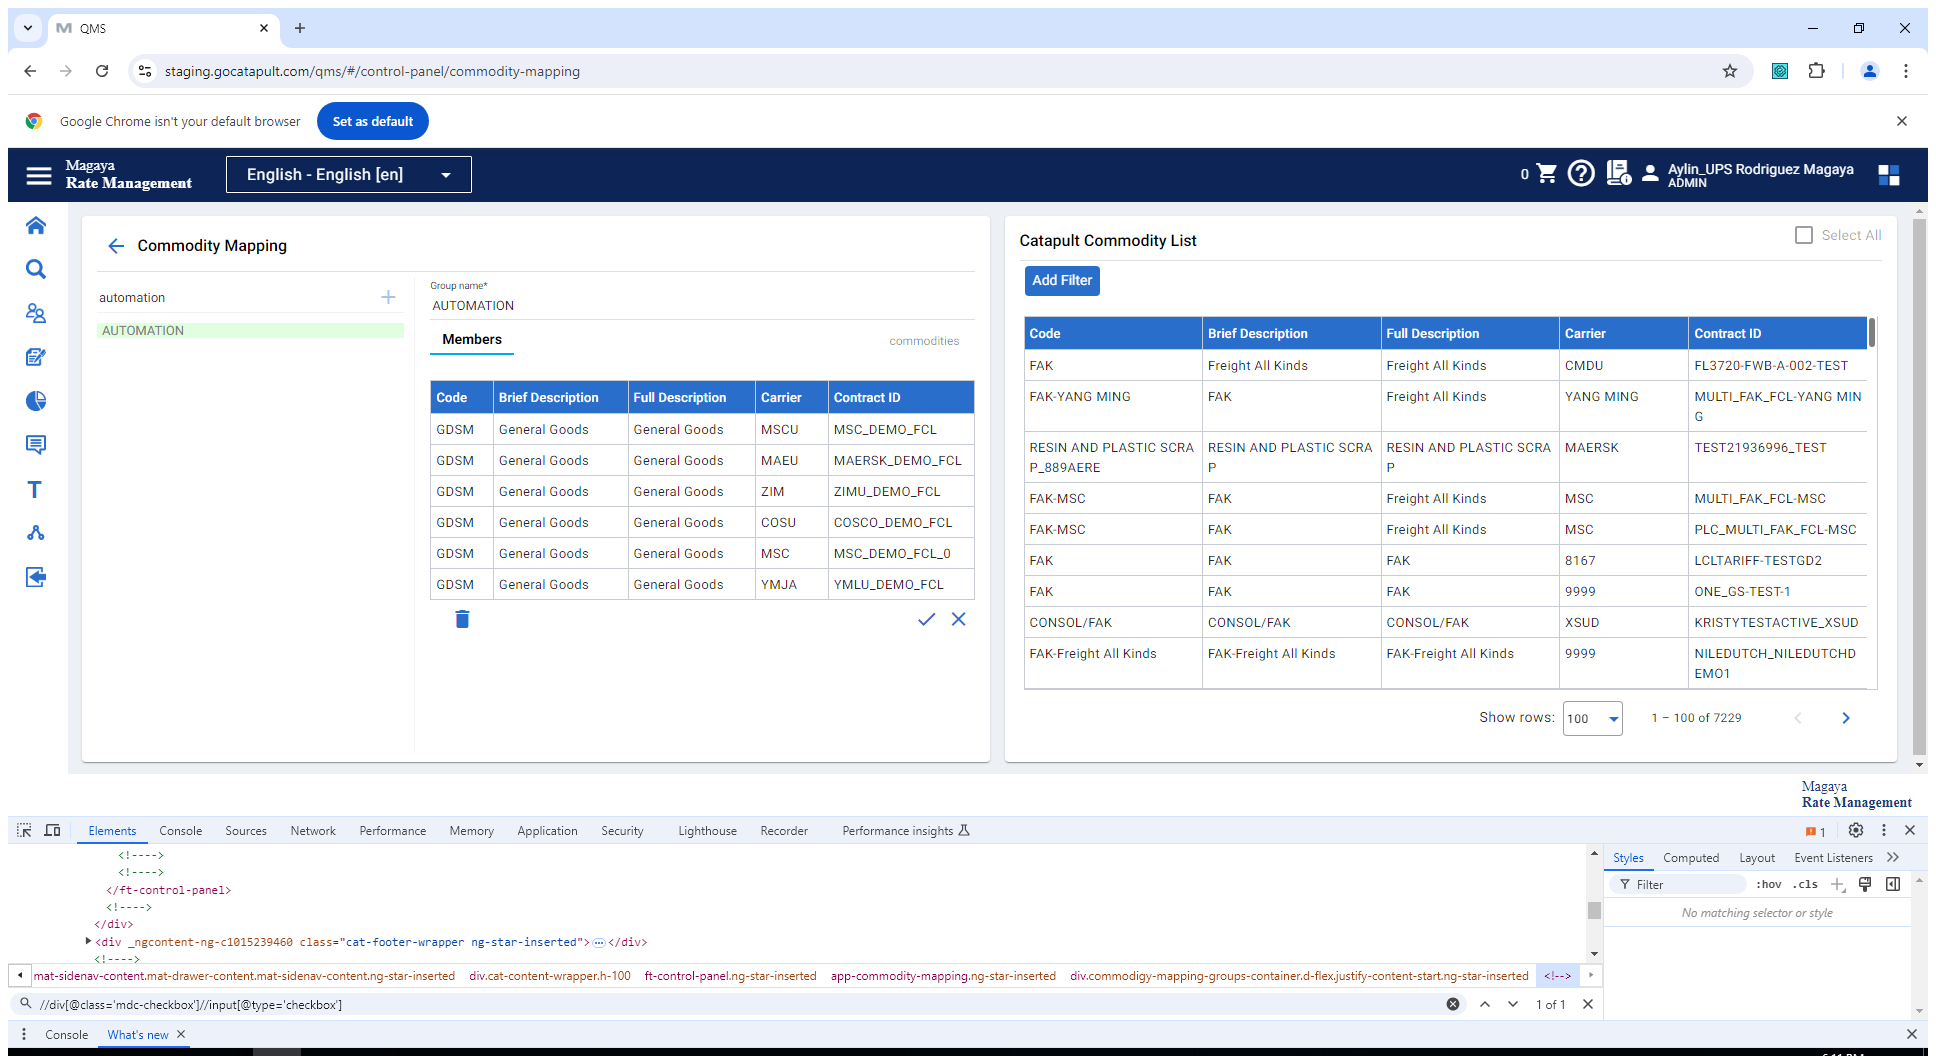 QMS
staging.gocatapult.com/qms/#/control-panel/commodity-mapping
Google Chrome isn't your default browser
Set as default
Magaya
Rate Management
English - English [en]
0
Aylin_UPS Rodriguez Magaya
ADMIN
Commodity Mapping
automation
AUTOMATION
Group name*
AUTOMATION
Members
commodities
Code Brief Description Full Description Carrier Contract ID
GDSM General Goods General Goods MSCU MSC_DEMO_FCL
GDSM General Goods General Goods MAEU MAERSK_DEMO_FCL
GDSM General Goods General Goods ZIM ZIMU_DEMO_FCL
GDSM General Goods General Goods COSU COSCO_DEMO_FCL
GDSM General Goods General Goods MSC MSC_DEMO_FCL_0
GDSM General Goods General Goods YMJA YMLU_DEMO_FCL
Catapult Commodity List
Select All
Add Filter
Code Brief Description Full Description Carrier Contract ID
FAK Freight All Kinds Freight All Kinds CMDU FL3720-FWB-A-002-TEST
FAK-YANG MING FAK Freight All Kinds YANG MING MULTI_FAK_FCL-YANG MIN
G
RESIN AND PLASTIC SCRA RESIN AND PLASTIC SCRA RESIN AND PLASTIC SCRA MAERSK TEST21936996_TEST
P_889AERE P P
FAK-MSC FAK Freight All Kinds MSC MULTI_FAK_FCL-MSC
FAK-MSC FAK Freight All Kinds MSC PLC_MULTI_FAK_FCL-MSC
FAK FAK FAK 8167 LCLTARIFF-TESTGD2
FAK FAK FAK 9999 ONE_GS-TEST-1
CONSOL/FAK CONSOL/FAK CONSOL/FAK XSUD KRISTYTESTACTIVE_XSUD
FAK-Freight All Kinds FAK-Freight All Kinds FAK-Freight All Kinds 9999 NILEDUTCH_NILEDUTCHD
EMO1
Show rows: 100 1 – 100 of 7229
Magaya
Rate Management
Elements Console Sources Network Performance Memory Application Security Lighthouse Recorder Performance insights 1
<!---->
<!---->
</ft-control-panel>
<!---->
</div>
<div _ngcontent-ng-c1015239460 class="cat-footer-wrapper ng-star-inserted">…</div>
<!---->
mat-sidenav-content.mat-drawer-content.mat-sidenav-content.ng-star-inserted div.cat-content-wrapper.h-100 ft-control-panel.ng-star-inserted app-commodity-mapping.ng-star-inserted div.commodigy-mapping-groups-container.d-flex.justify-content-start.ng-star-inserted <!-->
//div[@class='mdc-checkbox']//input[@type='checkbox'] 1 of 1
Styles Computed Layout Event Listeners
Filter :hov .cls
No matching selector or style
Console What's new